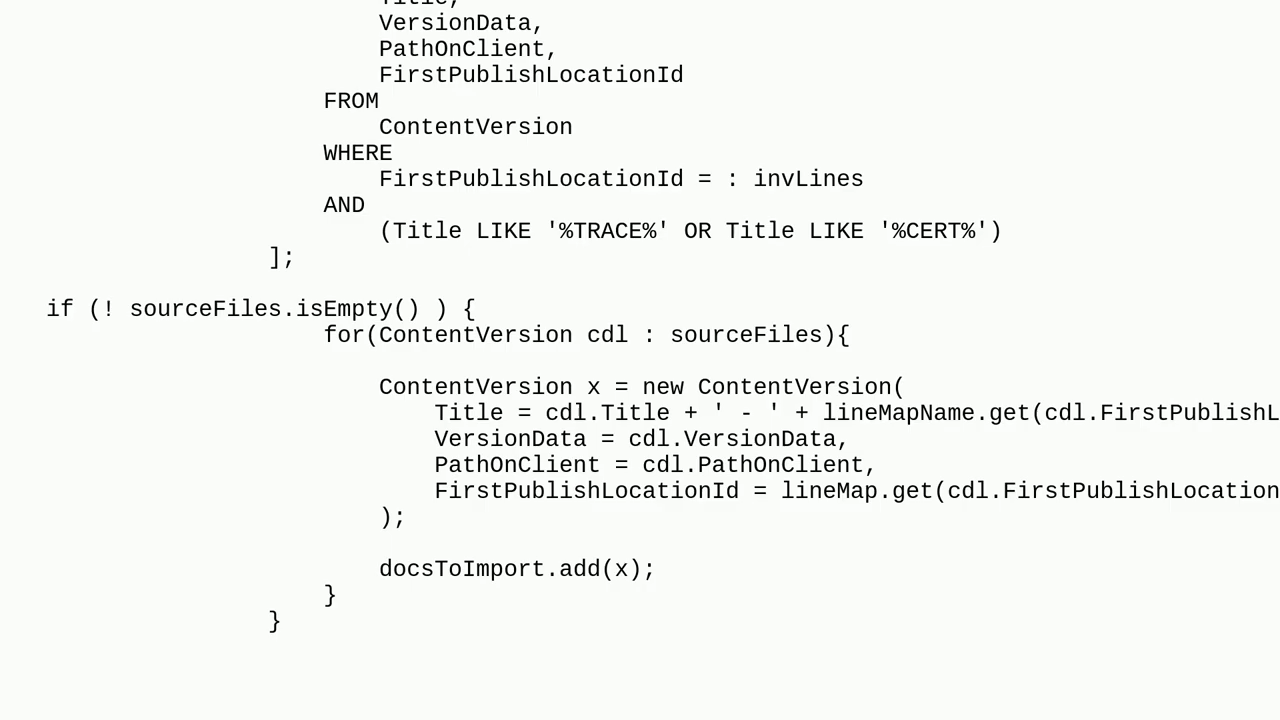 Title,
VersionData,
PathOnClient,
FirstPublishLocationId
FROM
ContentVersion
WHERE
FirstPublishLocationId = : invLines
AND
(Title LIKE '%TRACE%' OR Title LIKE '%CERT%')
];
if (! sourceFiles.isEmpty() ) {
for(ContentVersion cdl : sourceFiles){
ContentVersion x = new ContentVersion(
Title = cdl.Title + ' - ' + lineMapName.get(cdl.FirstPublishL
VersionData = cdl.VersionData,
PathOnClient = cdl.PathOnClient,
FirstPublishLocationId = lineMap.get(cdl.FirstPublishLocation
);
docsToImport.add(x);
}
}